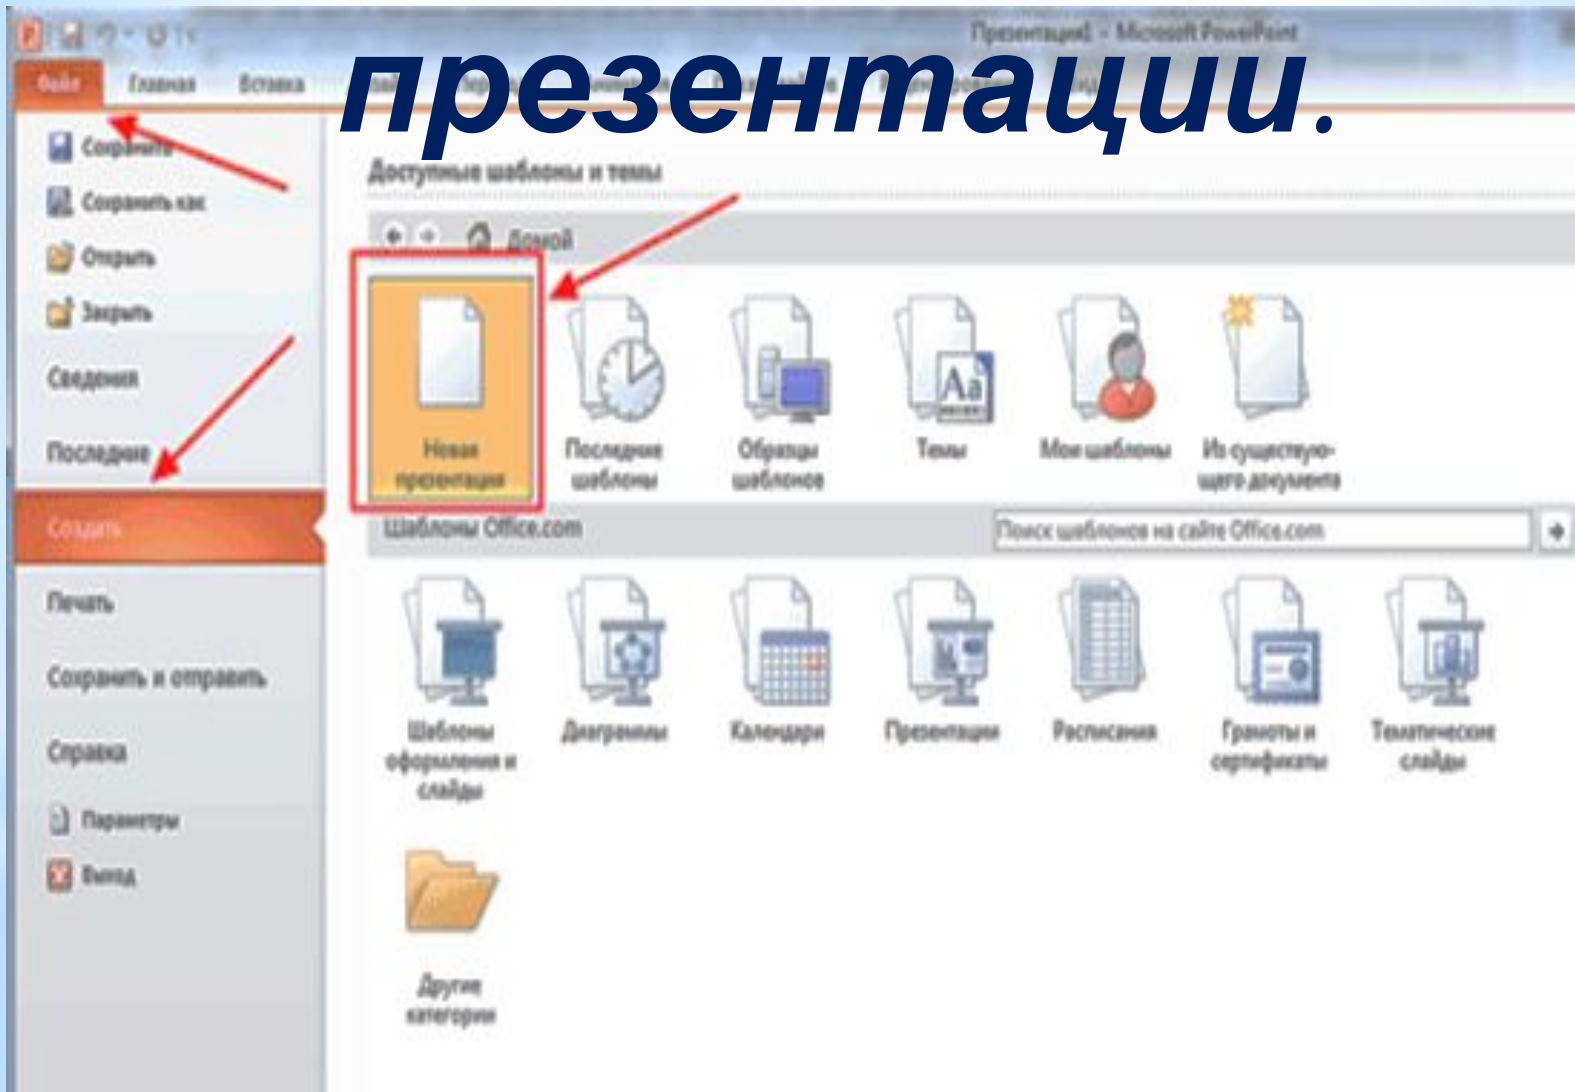 Презентация1 - Microsoft PowerPoint
Файл Главная Вставка
презентации.
Сохранить
Сохранить как
Открыть
Закрыть
Сведения
Последние
Создать
Печать
Сохранить и отправить
Справка
Параметры
Выход
Доступные шаблоны и темы
Домой
Новая
презентация
Последние
шаблоны
Образцы
шаблонов
Темы
Мои шаблоны
Из существую-
щего документа
Шаблоны Office.com
Поиск шаблонов на сайте Office.com
Шаблоны
оформления и
слайды
Диаграммы
Календари
Презентации
Расписания
Грамоты и
сертификаты
Тематические
слайды
Другие
категории